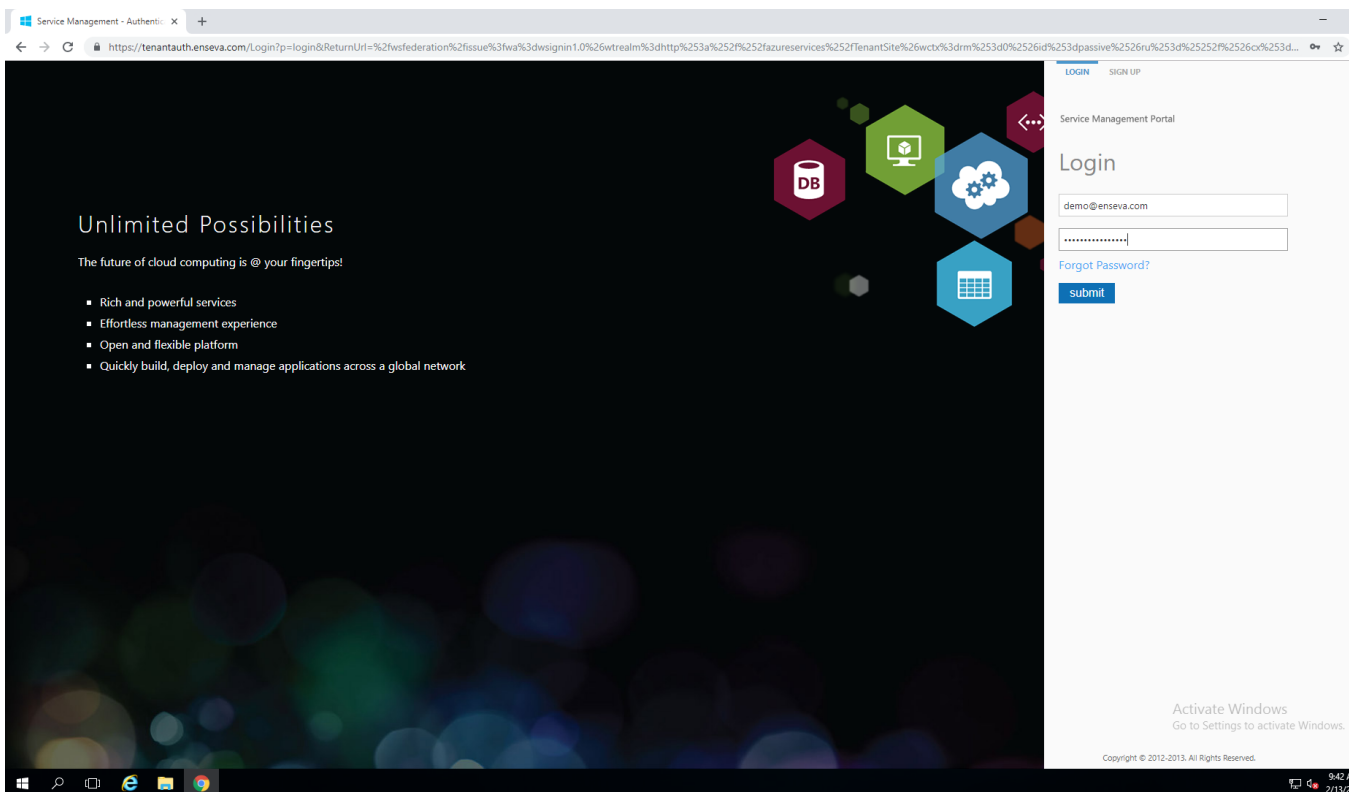 Service Management - Authentic
https://tenantauth.enseva.com/Login?p=login&ReturnUrl=%2fwsfederation%2fissue%3fwa%3dwsignin1.0%26wtrealm%3dhttp%253a%252f%252fazureservices%252fTenantSite%26wctx%3drm%253d0%2526id%253dpassive%2526ru%253d%25252f%2526cx%253d...
LOGIN SIGN UP
Service Management Portal
Login
demo@enseva.com
•••••••••••••••
Forgot Password?
submit
DB
Unlimited Possibilities
The future of cloud computing is @ your fingertips!
Rich and powerful services
Effortless management experience
Open and flexible platform
Quickly build, deploy and manage applications across a global network
Activate Windows
Go to Settings to activate Windows.
Copyright © 2012-2013. All Rights Reserved.
9:42 A
2/13/2